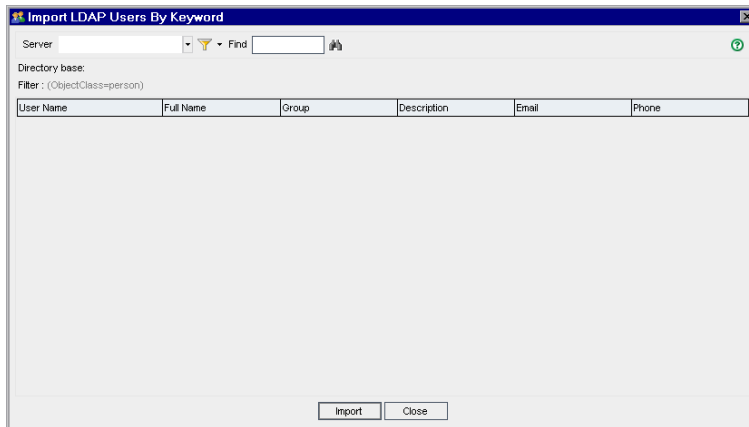 Import LDAP Users By Keyword
Server Find
Directory base:
Filter : (ObjectClass=person)
User Name Full Name Group Description Email Phone
Import Close